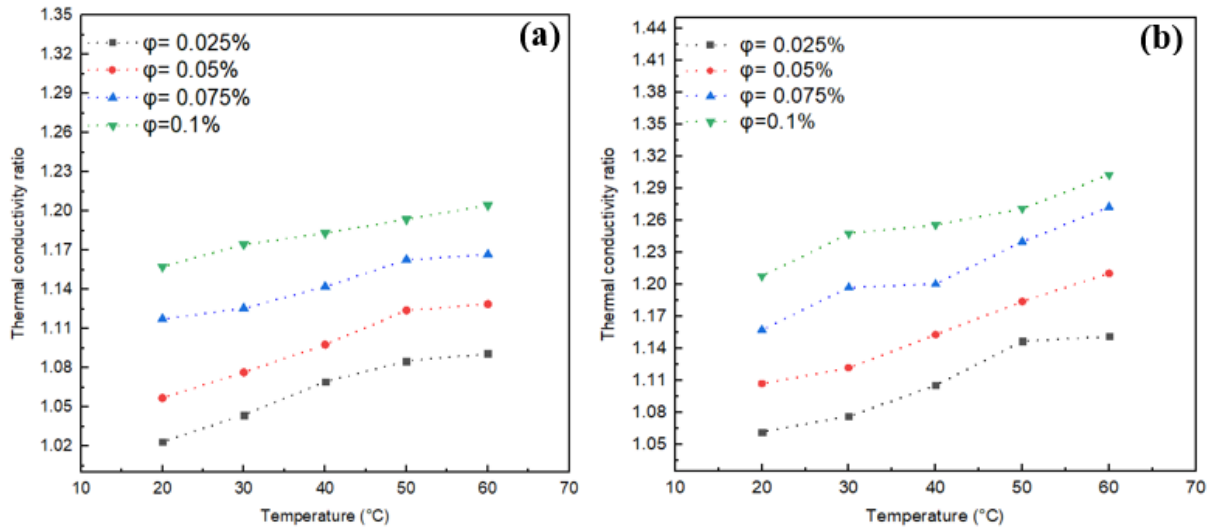 (a)
φ= 0.025%
φ= 0.05%
φ= 0.075%
φ=0.1%
Thermal conductivity ratio
1.35
1.32
1.29
1.26
1.23
1.20
1.17
1.14
1.11
1.08
1.05
1.02
10 20 30 40 50 60 70
Temperature (°C)
(b)
φ= 0.025%
φ= 0.05%
φ= 0.075%
φ=0.1%
Thermal conductivity ratio
1.44
1.41
1.38
1.35
1.32
1.29
1.26
1.23
1.20
1.17
1.14
1.11
1.08
1.05
10 20 30 40 50 60 70
Temperature (°C)